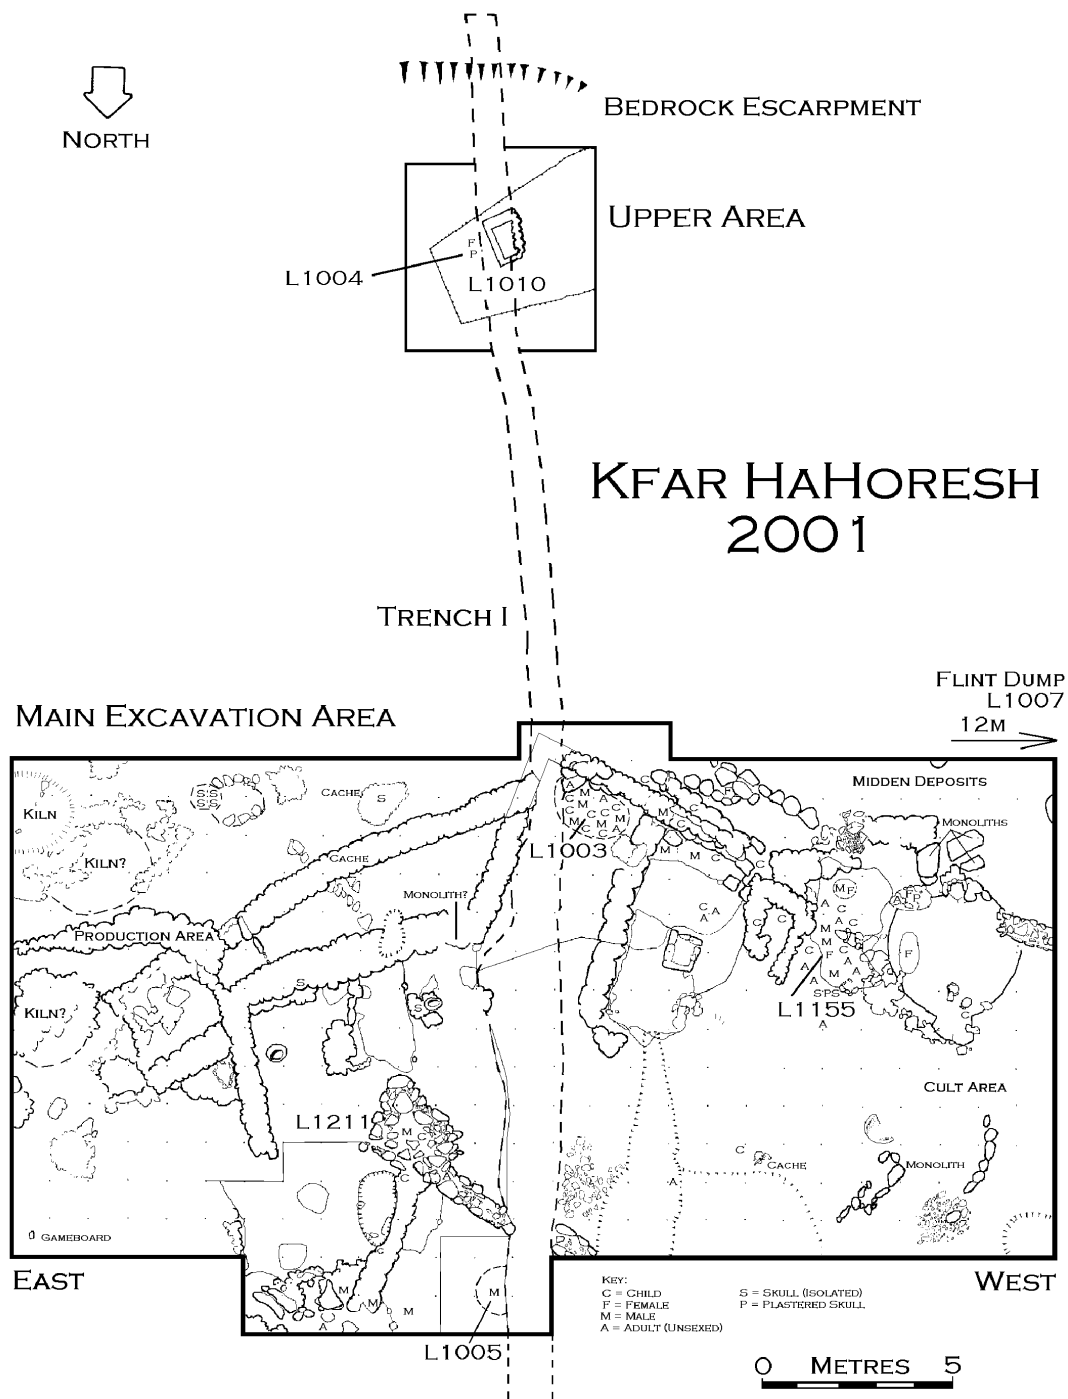 BEDROCK ESCARPMENT
NORTH
UPPER AREA
F
P
L1004
L1010
KFAR HAHORESH
2001
TRENCH I
FLINT DUMP
L1007
12M
MAIN EXCAVATION AREA
MIDDEN DEPOSITS
KILN
S S
S S
CACHE
S
MONOLITHS
L1003
KILN?
CACHE
MONOLITH?
PRODUCTION AREA
S
S
KILN?
L1155
SPS
A
CULT AREA
L1211
C
CACHE
MONOLITH
A
GAMEBOARD
EAST
WEST
M
M
M
A
M
L1005
KEY:
C = CHILD
F = FEMALE
M = MALE
A = ADULT (UNSEXED)
S = SKULL (ISOLATED)
P = PLASTERED SKULL
0 METRES 5